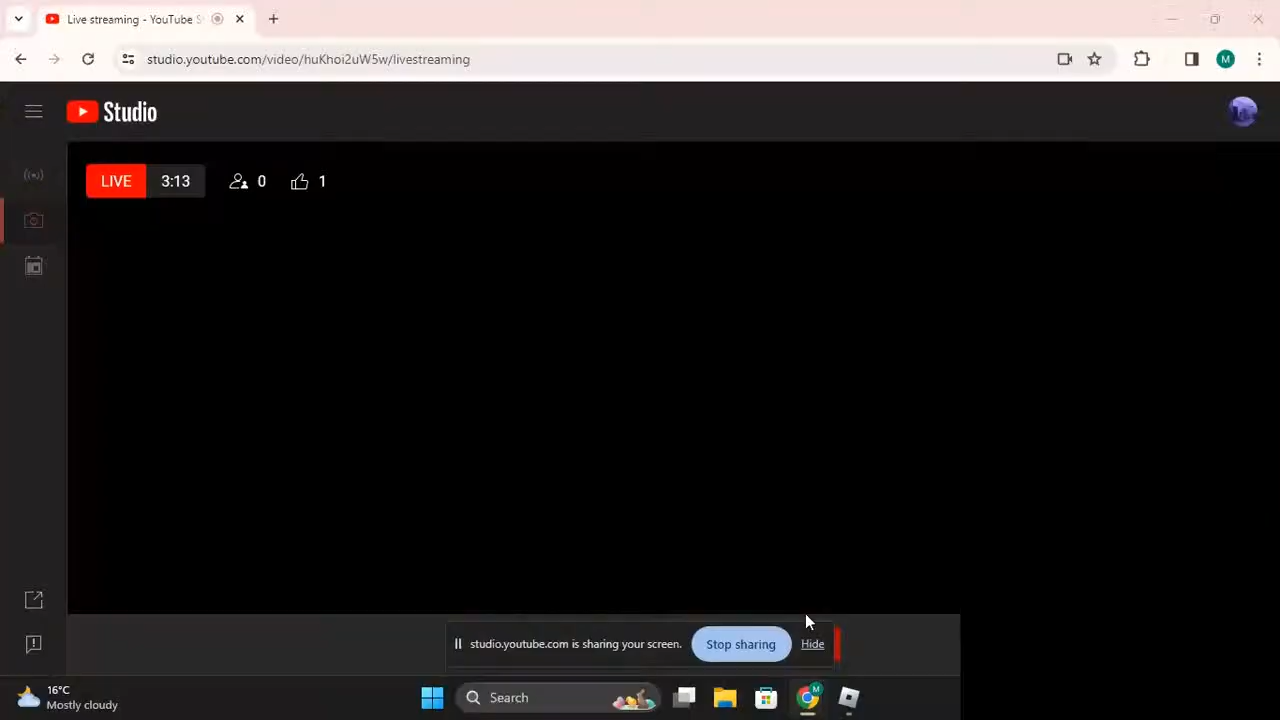 Live streaming - YouTube S
studio.youtube.com/video/huKhoi2uW5w/livestreaming
M
Studio
LIVE 3:13 0 1
studio.youtube.com is sharing your screen. Stop sharing Hide
16°C
Mostly cloudy
Search
M